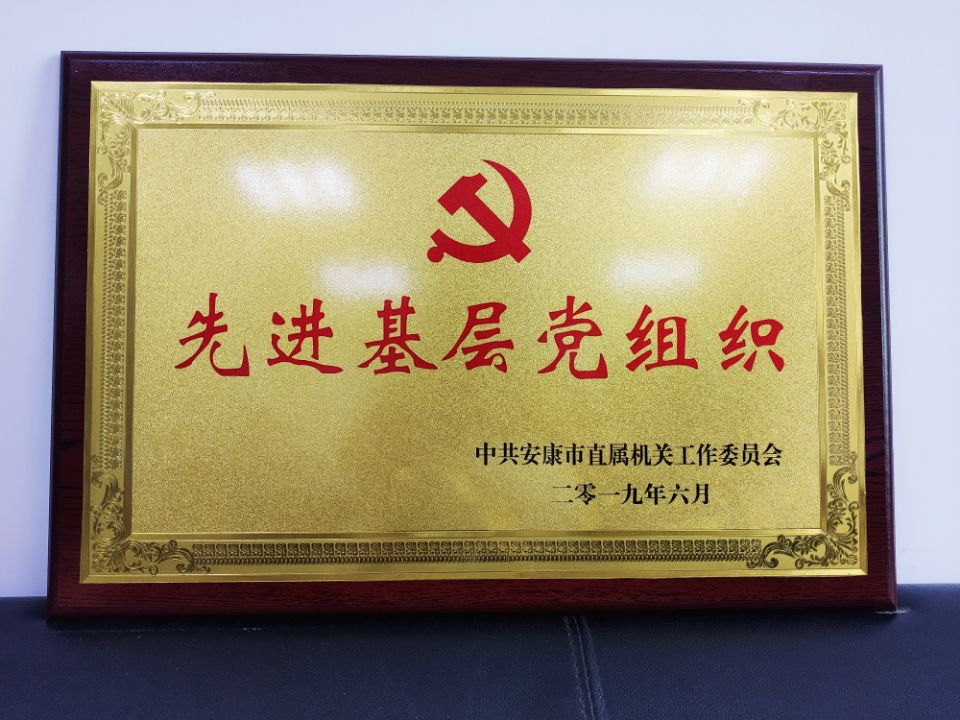 先进基层党组织
中共安康市直属机关工作委员会
二零一九年六月